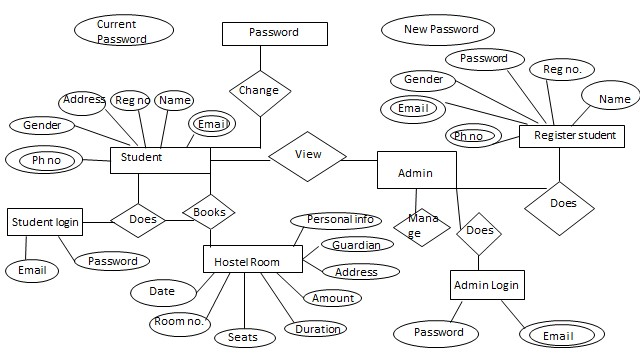 Current
Password
Password
New Password
Password
Reg no.
Gender
Name
Email
Ph no
Register student
Change
Address
Reg no
Name
Email
Gender
Ph no
Student
View
Admin
Does
Student login
Does
Books
Mana
ge
Does
Email
Password
Personal info
Guardian
Address
Hostel Room
Date
Amount
Room no.
Seats
Duration
Admin Login
Password
Email